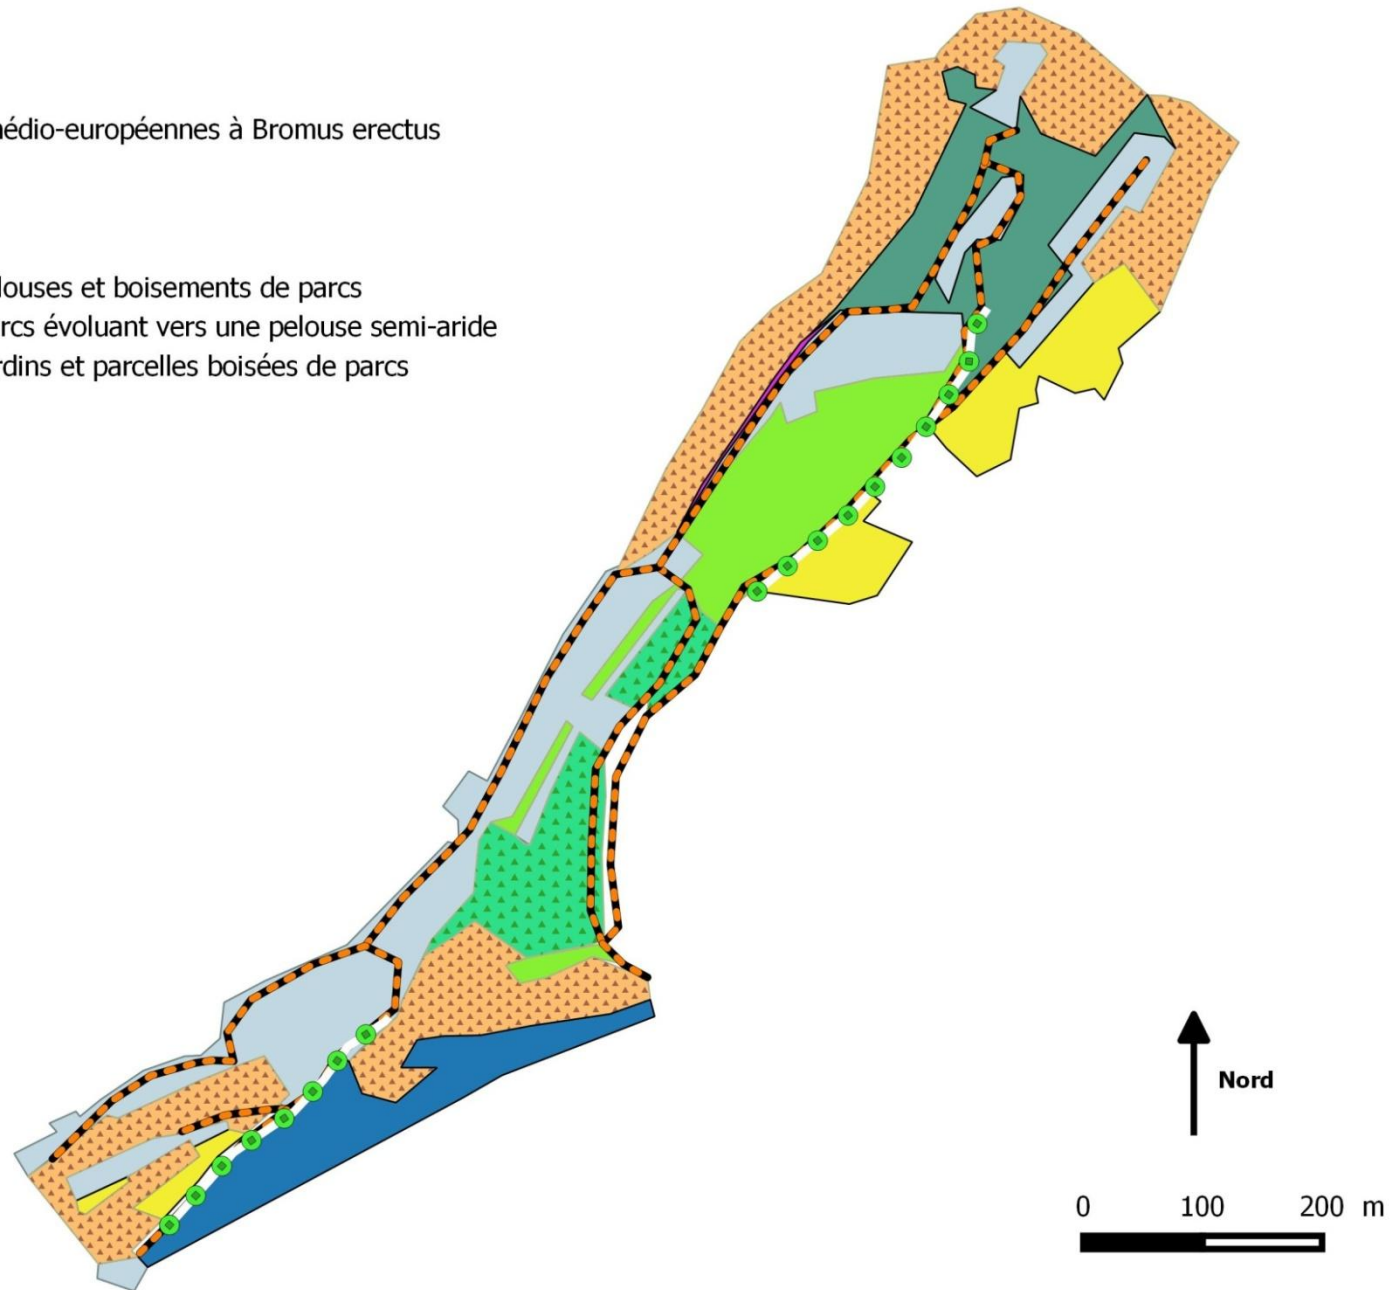 édio-européennes à Bromus erectus
louses et boisements de parcs
rcs évoluant vers une pelouse semi-aride
rdins et parcelles boisées de parcs
Nord
0 100 200 m